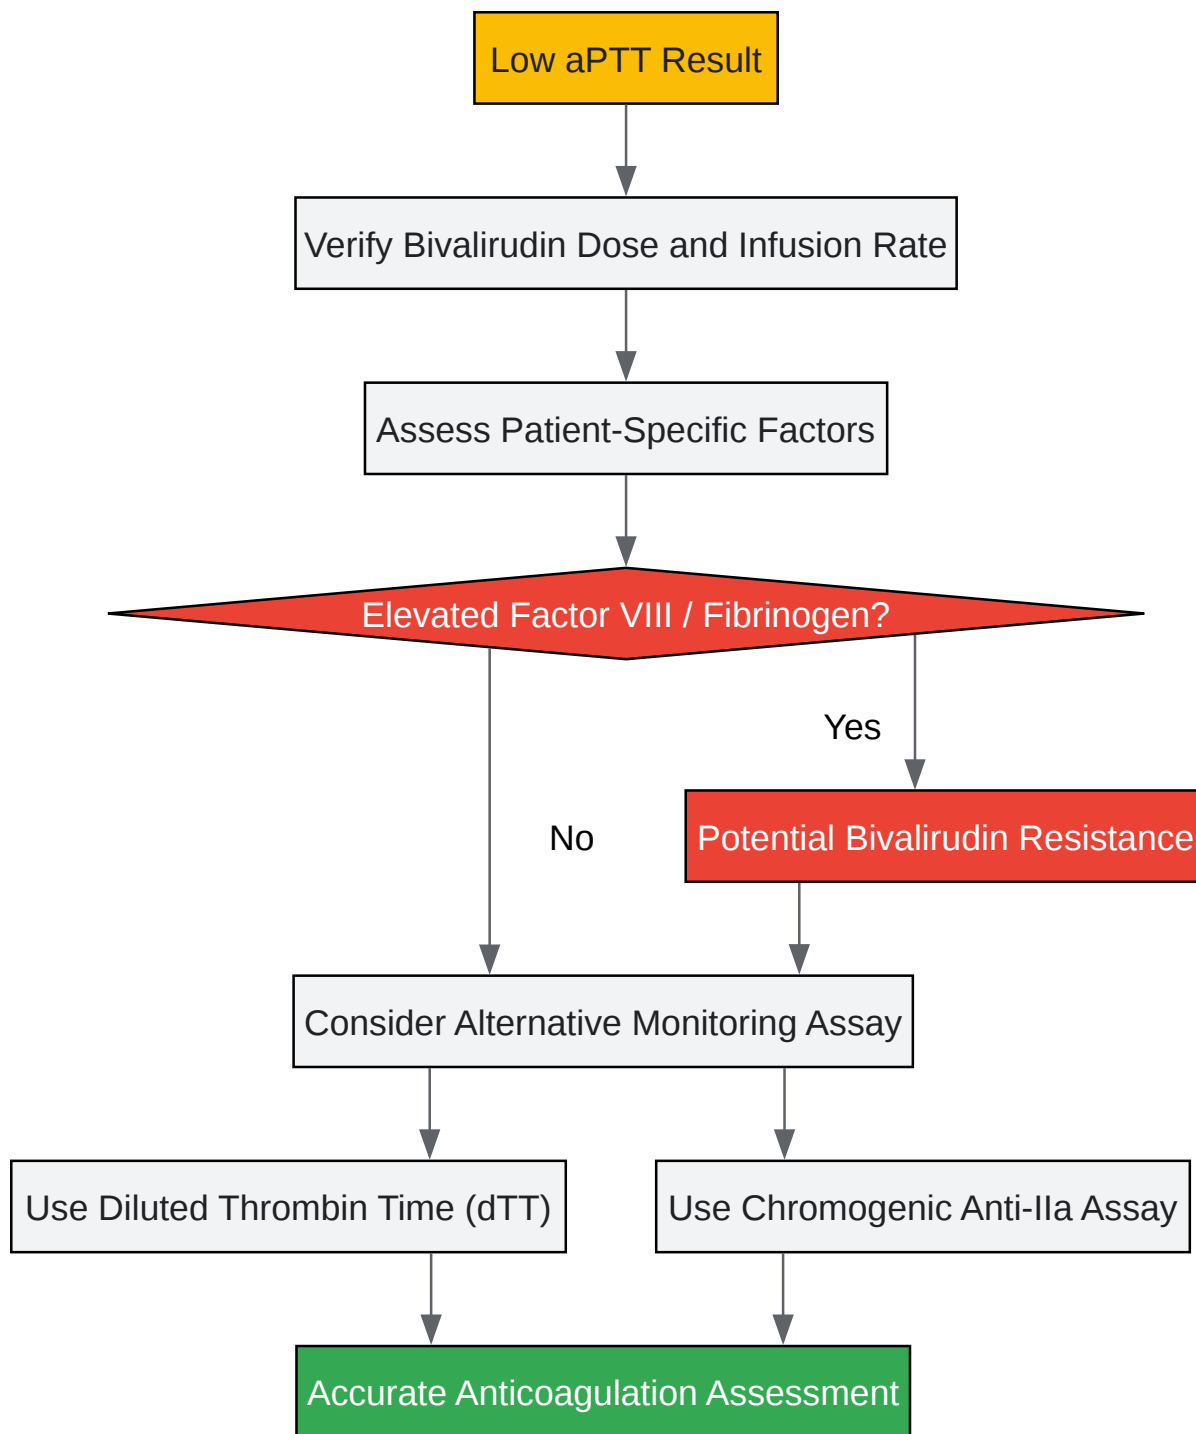 Low aPTT Result
Verify Bivalirudin Dose and Infusion Rate
Assess Patient-Specific Factors
Elevated Factor VIII / Fibrinogen?
Yes
No
Potential Bivalirudin Resistance
Consider Alternative Monitoring Assay
Use Diluted Thrombin Time (dTT)
Use Chromogenic Anti-IIa Assay
Accurate Anticoagulation Assessment